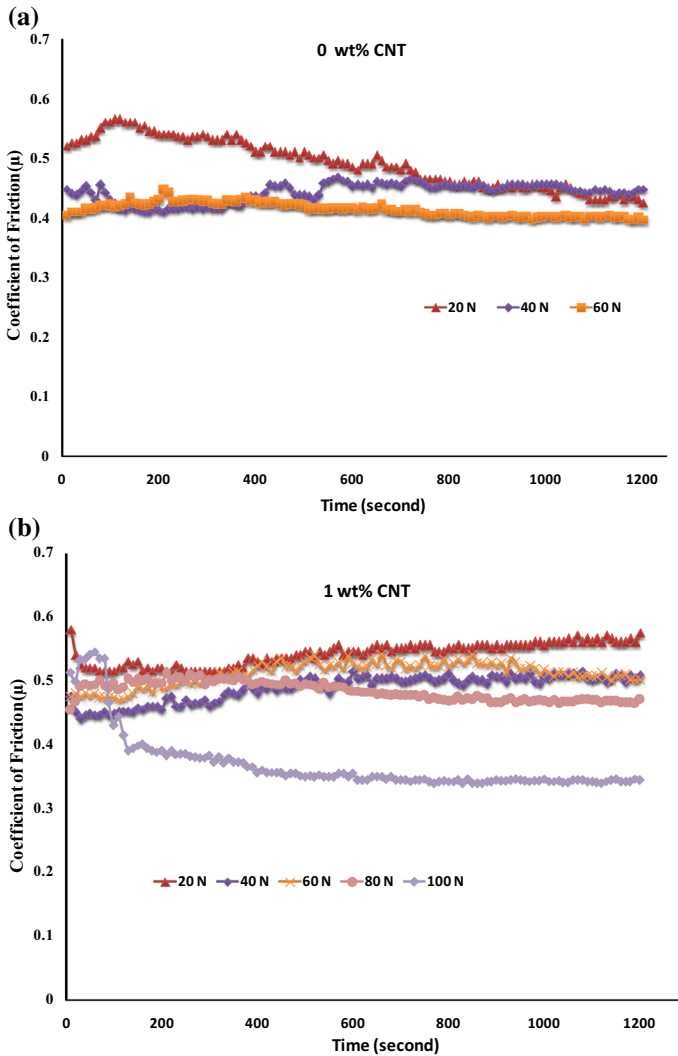 (a)
0.7
0 wt% CNT
0.6
0.5
0.4
0.3
0.2
0.1
0
Coefficient of Friction(μ)
20 N 40 N 60 N
0 200 400 600 800 1000 1200
Time (second)
(b)
0.7
1 wt% CNT
0.6
0.5
0.4
0.3
0.2
0.1
0
Coefficient of Friction(μ)
20 N 40 N 60 N 80 N 100 N
0 200 400 600 800 1000 1200
Time (second)